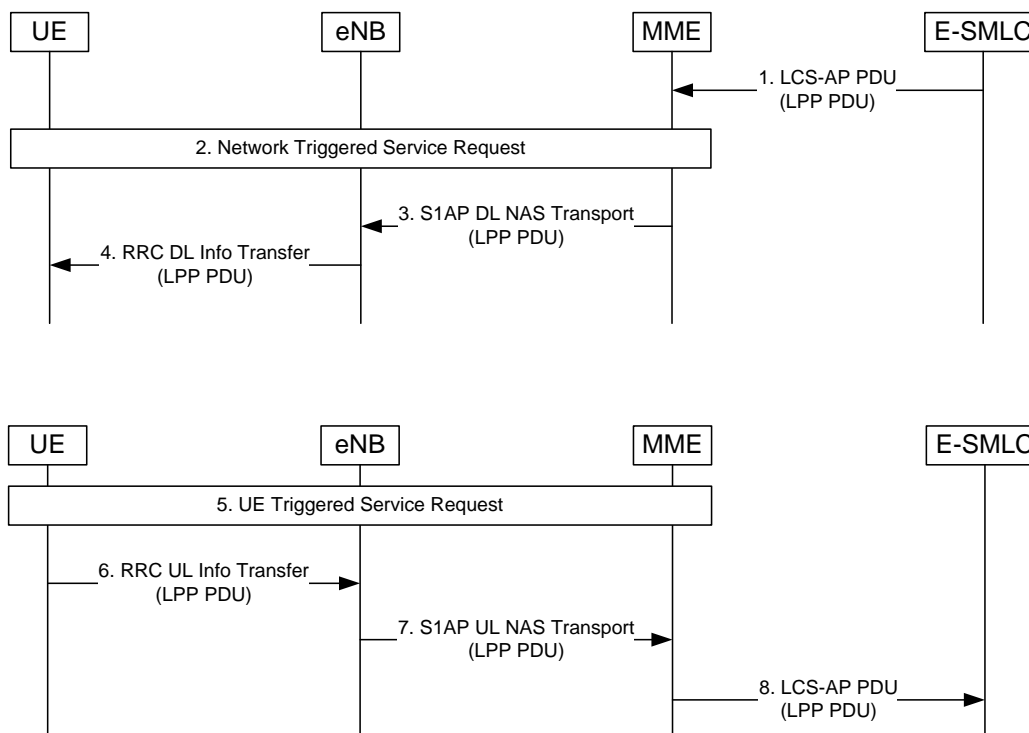 UE eNB MME E-SMLC
1. LCS-AP PDU
(LPP PDU)
2. Network Triggered Service Request
3. S1AP DL NAS Transport
(LPP PDU)
4. RRC DL Info Transfer
(LPP PDU)
UE eNB MME E-SMLC
5. UE Triggered Service Request
6. RRC UL Info Transfer
(LPP PDU)
7. S1AP UL NAS Transport
(LPP PDU)
8. LCS-AP PDU
(LPP PDU)